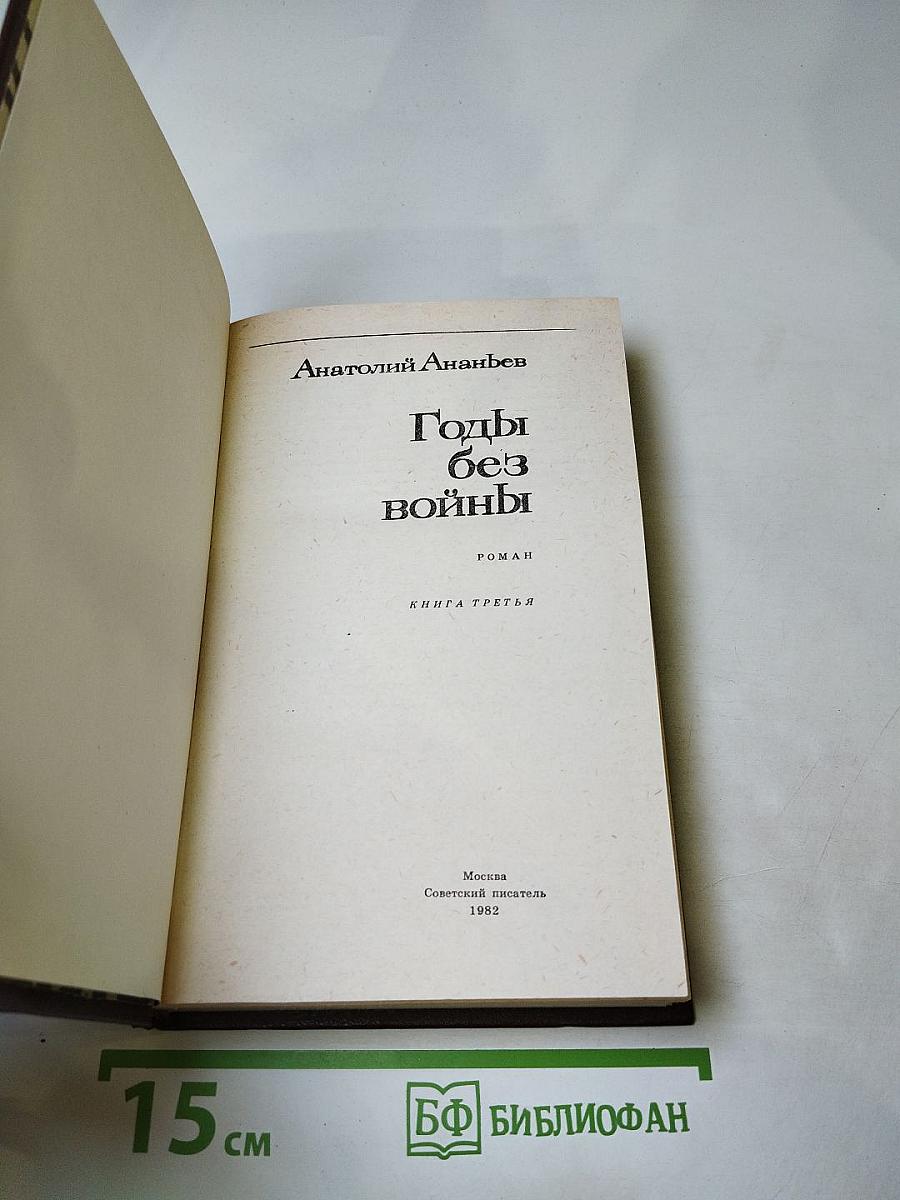 Анатолий Ананьев
Годы
без
войны
РОМАН
КНИГА ТРЕТЬЯ
Москва
Советский писатель
1982
15 см
БФ БИБЛИОФАН